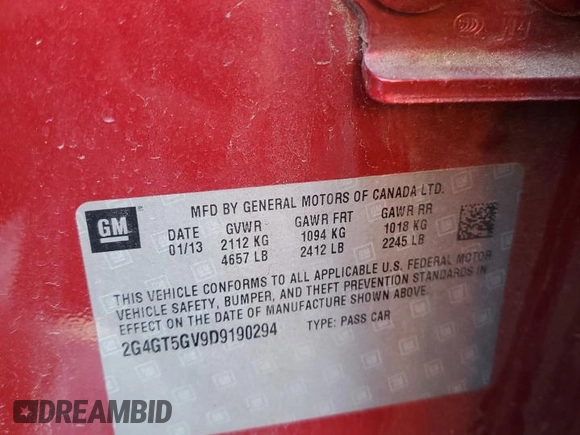 114
GM
MFD BY GENERAL MOTORS OF CANADA LTD.
DATE GVWR GAWR FRT GAWR RR
01/13 2112 KG 1094 KG 1018 KG
4657 LB 2412 LB 2245 LB
THIS VEHICLE CONFORMS TO ALL APPLICABLE U.S. FEDERAL MOTOR
VEHICLE SAFETY, BUMPER, AND THEFT PREVENTION STANDARDS IN
EFFECT ON THE DATE OF MANUFACTURE SHOWN ABOVE.
2G4GT5GV9D9190294 TYPE: PASS CAR
DREAMBID